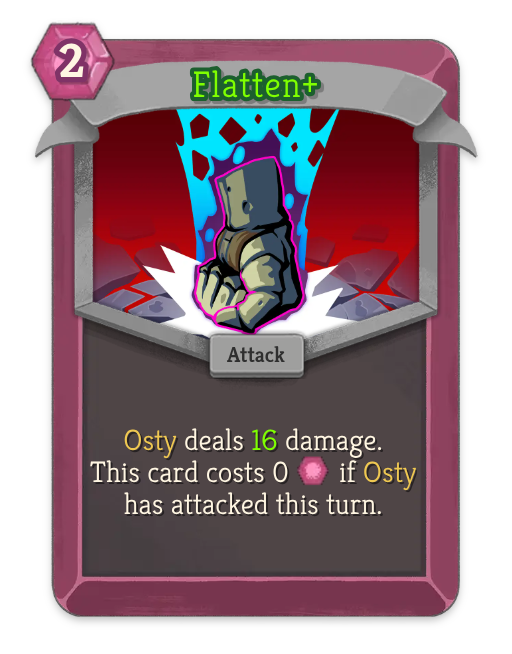 2
Flatten+
Attack
Osty deals 16 damage.
This card costs 0 if Osty
has attacked this turn.